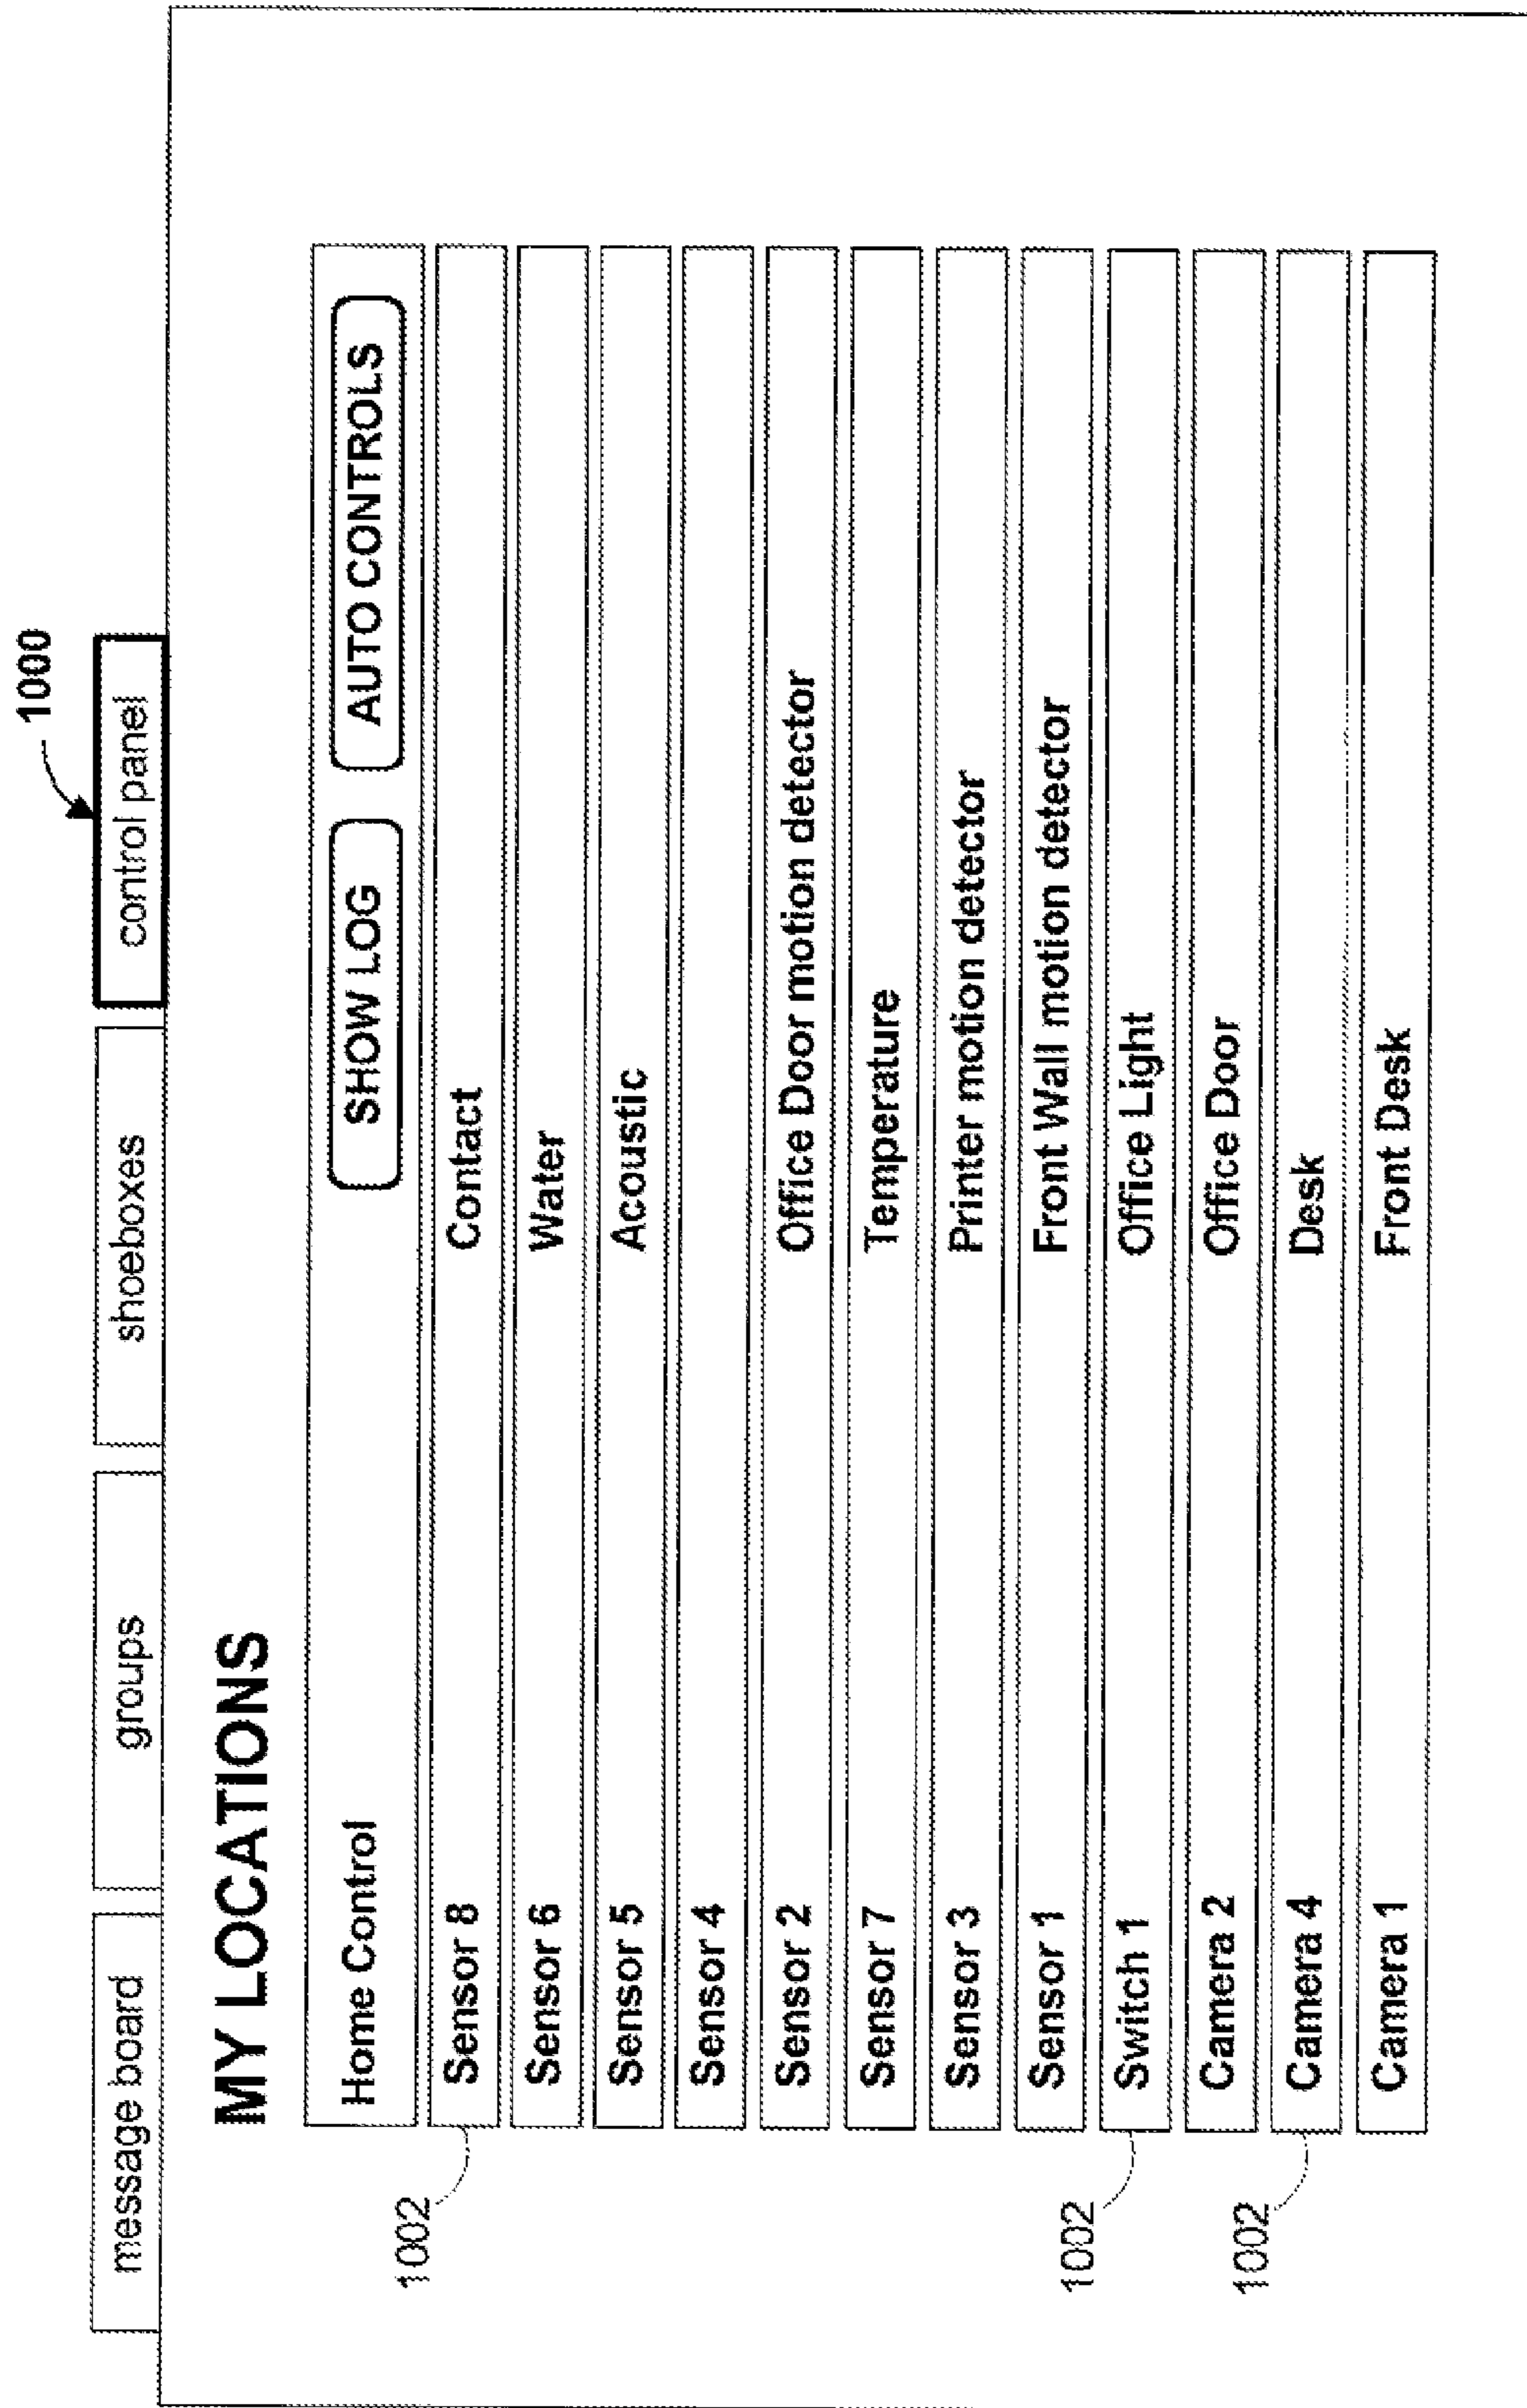 1000
message board groups shoeboxes control panel
MY LOCATIONS
Home Control SHOW LOG AUTO CONTROLS
1002
Sensor 8 Contact
Sensor 6 Water
Sensor 5 Acoustic
Sensor 4
Sensor 2 Office Door motion detector
Sensor 7 Temperature
Sensor 3 Printer motion detector
Sensor 1 Front Wall motion detector
1002
Switch 1 Office Light
Camera 2 Office Door
1002
Camera 4 Desk
Camera 1 Front Desk